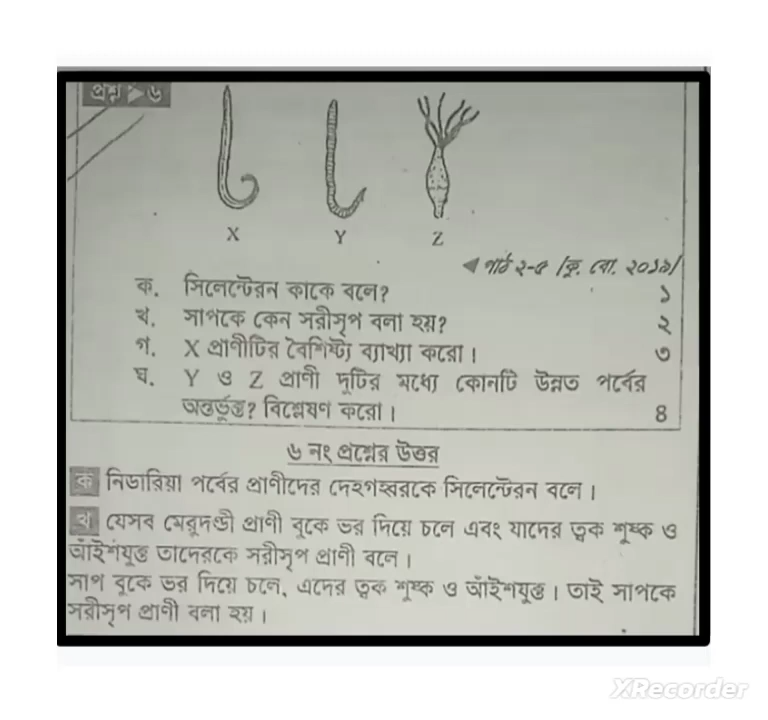 প্রশ্ন ▶ ৬
X Y Z
◀ পাঠ ২-৫ /কু. বো. ২০১৯/
ক. সিলেন্টেরন কাকে বলে? ১
খ. সাপকে কেন সরীসৃপ বলা হয়? ২
গ. X প্রাণীটির বৈশিষ্ট্য ব্যাখ্যা করো। ৩
ঘ. Y ও Z প্রাণী দুটির মধ্যে কোনটি উন্নত পর্বের
অন্তর্ভুক্ত? বিশ্লেষণ করো। 8
৬ নং প্রশ্নের উত্তর
ক নিডারিয়া পর্বের প্রাণীদের দেহগহ্বরকে সিলেন্টেরন বলে।
খ যেসব মেরুদণ্ডী প্রাণী বুকে ভর দিয়ে চলে এবং যাদের ত্বক শুষ্ক ও
আঁইশযুক্ত তাদেরকে সরীসৃপ প্রাণী বলে।
সাপ বুকে ভর দিয়ে চলে, এদের ত্বক শুষ্ক ও আঁইশযুক্ত। তাই সাপকে
সরীসৃপ প্রাণী বলা হয়।
XRecorder